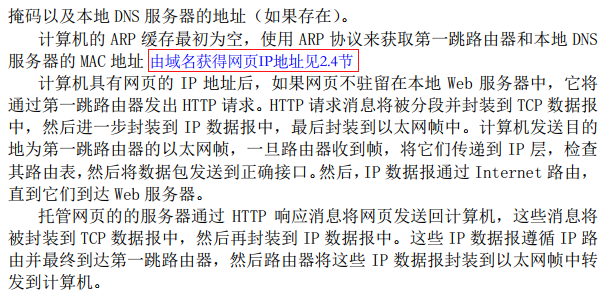 掩码以及本地 DNS 服务器的地址（如果存在）。
计算机的 ARP 缓存最初为空，使用 ARP 协议来获取第一跳路由器和本地 DNS
服务器的 MAC 地址 由域名获得网页IP地址见2.4节
计算机具有网页的 IP 地址后，如果网页不驻留在本地 Web 服务器中，它将
通过第一跳路由器发出 HTTP 请求。HTTP 请求消息将被分段并封装到 TCP 数据报
中，然后进一步封装到 IP 数据报中，最后封装到以太网帧中。计算机发送目的
地为第一跳路由器的以太网帧，一旦路由器收到帧，将它们传递到 IP 层，检查
其路由表，然后将数据包发送到正确接口。然后，IP 数据报通过 Internet 路由，
直到它们到达 Web 服务器。
托管网页的的服务器通过 HTTP 响应消息将网页发送回计算机，这些消息将
被封装到 TCP 数据报中，然后再封装到 IP 数据报中。这些 IP 数据报遵循 IP 路
由并最终到达第一跳路由器，然后路由器将这些 IP 数据报封装到以太网帧中转
发到计算机。